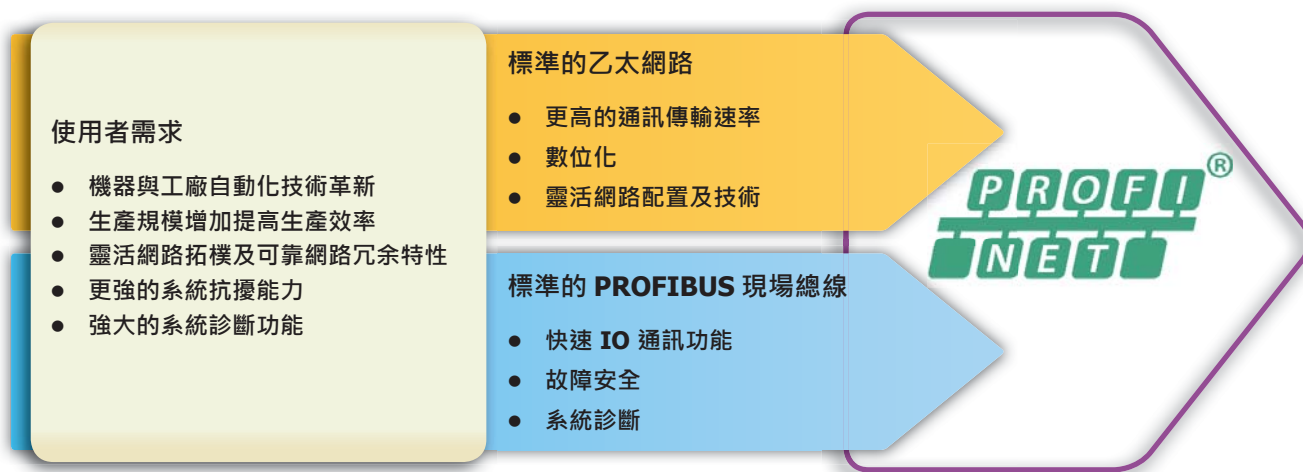 使用者需求
● 機器與工廠自動化技術革新
● 生產規模增加提高生產效率
● 靈活網路拓樸及可靠網路冗余特性
● 更強的系統抗擾能力
● 強大的系統診斷功能
標準的乙太網路
● 更高的通訊傳輸速率
● 數位化
● 靈活網路配置及技術
標準的 PROFIBUS 現場總線
● 快速 IO 通訊功能
● 故障安全
● 系統診斷
PROFI®
NET